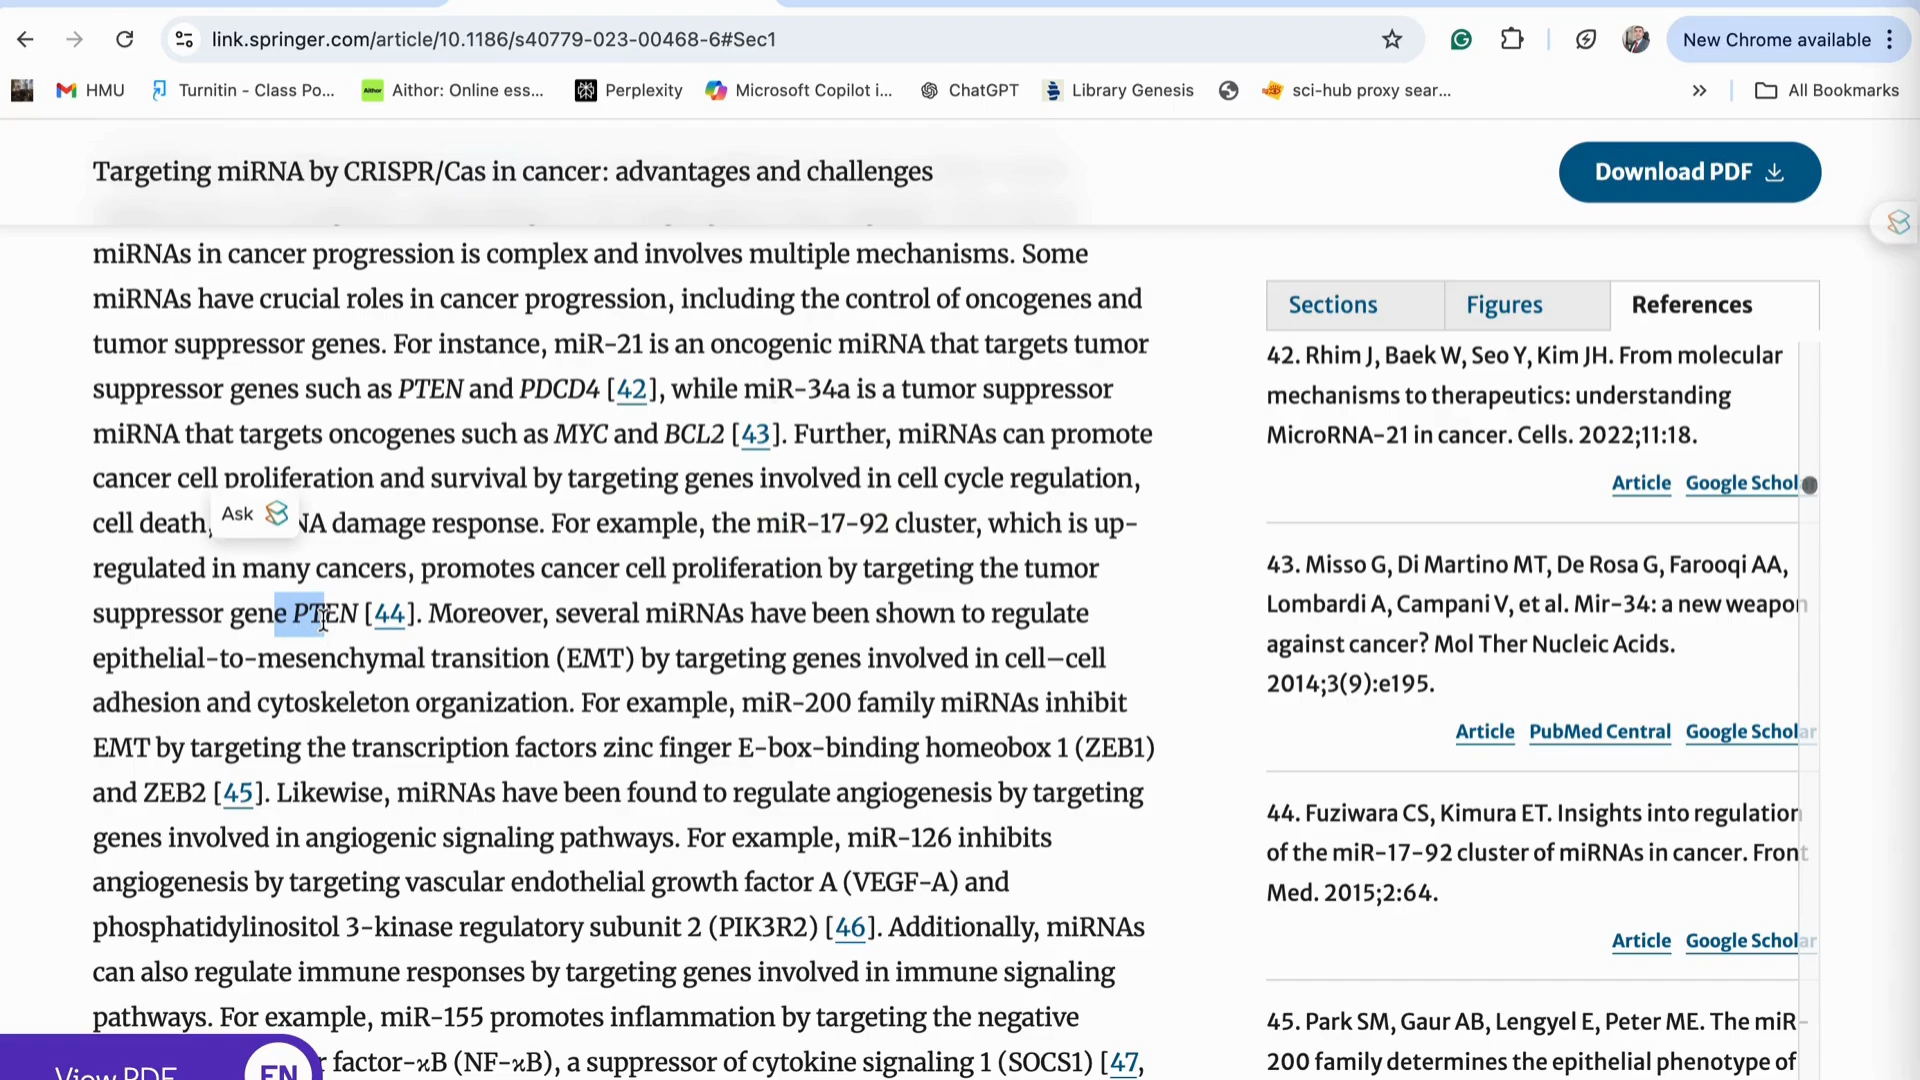 link.springer.com/article/10.1186/s40779-023-00468-6#Sec1
New Chrome available
HMU
Turnitin - Class Po...
Aithor: Online ess...
Perplexity
Microsoft Copilot i...
ChatGPT
Library Genesis
sci-hub proxy sear...
All Bookmarks
Targeting miRNA by CRISPR/Cas in cancer: advantages and challenges
Download PDF
miRNAs in cancer progression is complex and involves multiple mechanisms. Some
miRNAs have crucial roles in cancer progression, including the control of oncogenes and
tumor suppressor genes. For instance, miR-21 is an oncogenic miRNA that targets tumor
suppressor genes such as PTEN and PDCD4 [42], while miR-34a is a tumor suppressor
miRNA that targets oncogenes such as MYC and BCL2 [43]. Further, miRNAs can promote
cancer cell proliferation and survival by targeting genes involved in cell cycle regulation,
cell death, NA damage response. For example, the miR-17-92 cluster, which is up-
Ask
regulated in many cancers, promotes cancer cell proliferation by targeting the tumor
suppressor gene PTEN [44]. Moreover, several miRNAs have been shown to regulate
epithelial-to-mesenchymal transition (EMT) by targeting genes involved in cell–cell
adhesion and cytoskeleton organization. For example, miR-200 family miRNAs inhibit
EMT by targeting the transcription factors zinc finger E-box-binding homeobox 1 (ZEB1)
and ZEB2 [45]. Likewise, miRNAs have been found to regulate angiogenesis by targeting
genes involved in angiogenic signaling pathways. For example, miR-126 inhibits
angiogenesis by targeting vascular endothelial growth factor A (VEGF-A) and
phosphatidylinositol 3-kinase regulatory subunit 2 (PIK3R2) [46]. Additionally, miRNAs
can also regulate immune responses by targeting genes involved in immune signaling
pathways. For example, miR-155 promotes inflammation by targeting the negative
factor-κB (NF-κB), a suppressor of cytokine signaling 1 (SOCS1) [47,
View PDF
EN
Sections
Figures
References
42. Rhim J, Baek W, Seo Y, Kim JH. From molecular
mechanisms to therapeutics: understanding
MicroRNA-21 in cancer. Cells. 2022;11:18.
Article Google Schol
43. Misso G, Di Martino MT, De Rosa G, Farooqi AA,
Lombardi A, Campani V, et al. Mir-34: a new weapon
against cancer? Mol Ther Nucleic Acids.
2014;3(9):e195.
Article PubMed Central Google Scholar
44. Fuziwara CS, Kimura ET. Insights into regulation
of the miR-17-92 cluster of miRNAs in cancer. Front
Med. 2015;2:64.
Article Google Scholar
45. Park SM, Gaur AB, Lengyel E, Peter ME. The miR-
200 family determines the epithelial phenotype of